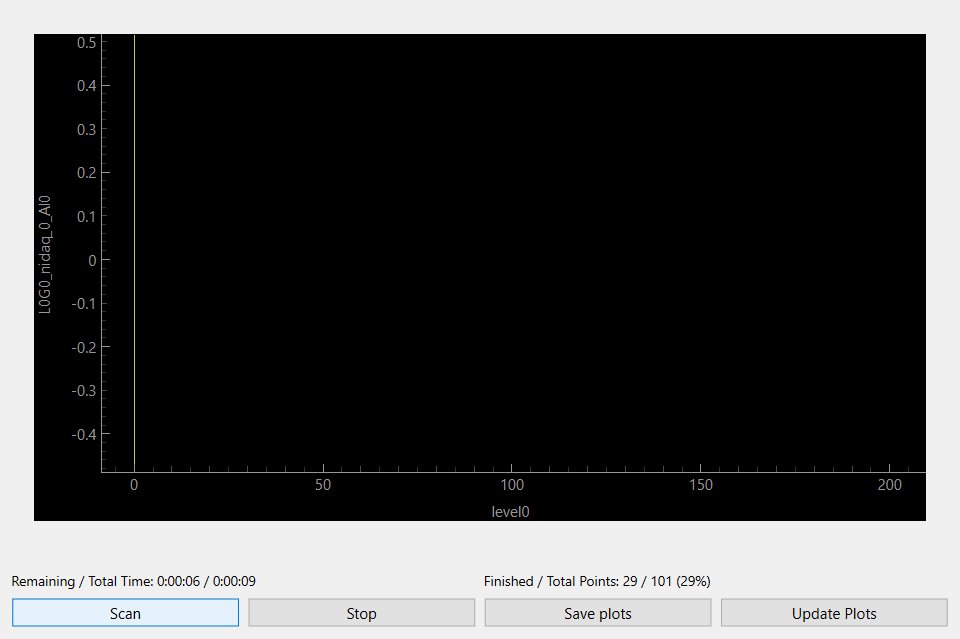 0.5
0.4
0.3
0.2
0.1
0
-0.1
-0.2
-0.3
-0.4
L0G0_nidaq_0_AI0
0 50 100 150 200
level0
Remaining / Total Time: 0:00:06 / 0:00:09 Finished / Total Points: 29 / 101 (29%)
Scan Stop Save plots Update Plots